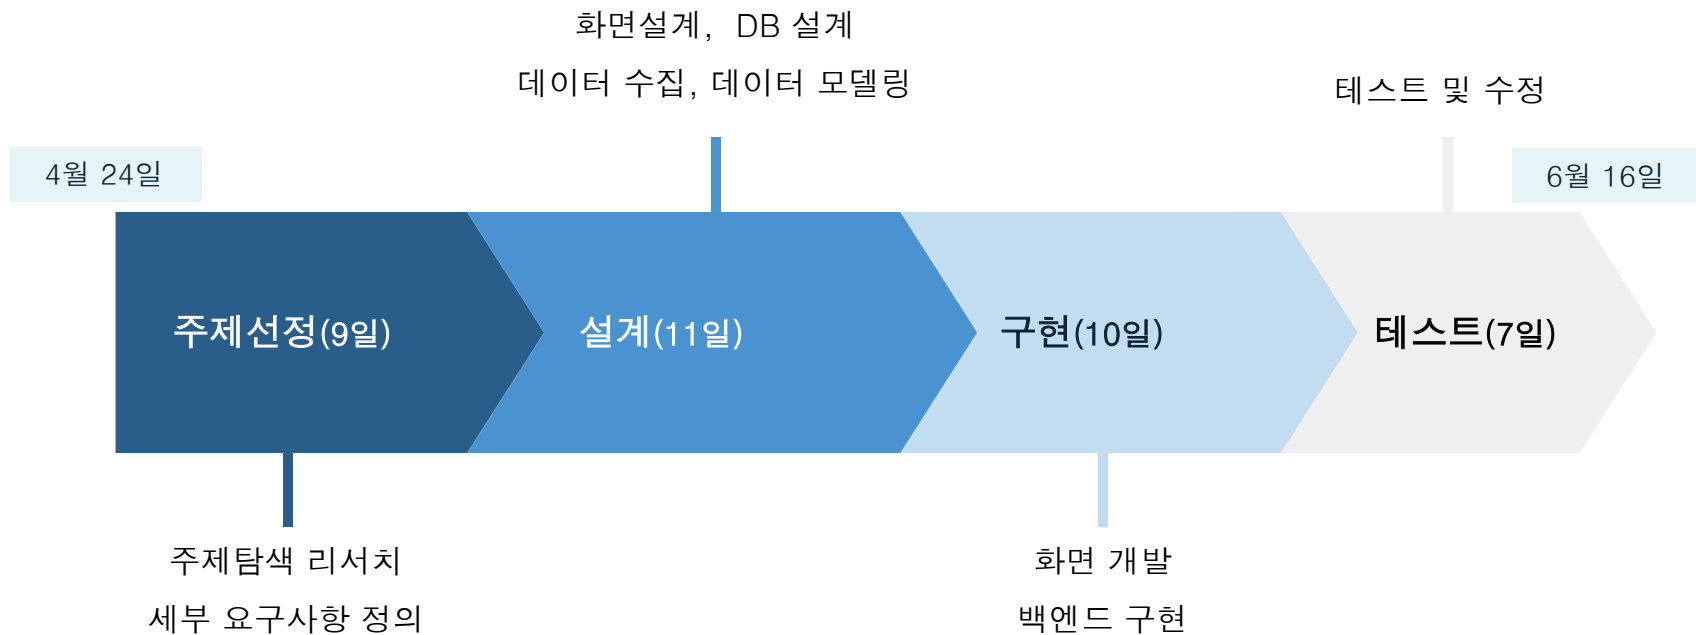 화면설계, DB 설계
데이터 수집, 데이터 모델링
테스트 및 수정
4월 24일
6월 16일
주제선정(9일)
설계(11일)
구현(10일)
테스트(7일)
주제탐색 리서치
세부 요구사항 정의
화면 개발
백엔드 구현